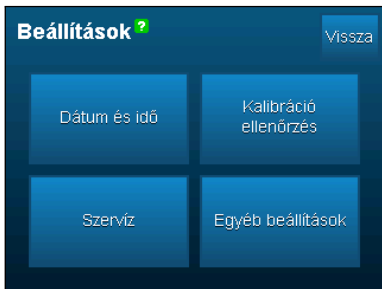 Beállítások ?
Vissza
Dátum és idő
Kalibráció
ellenőrzés
Szervíz
Egyéb beállítások